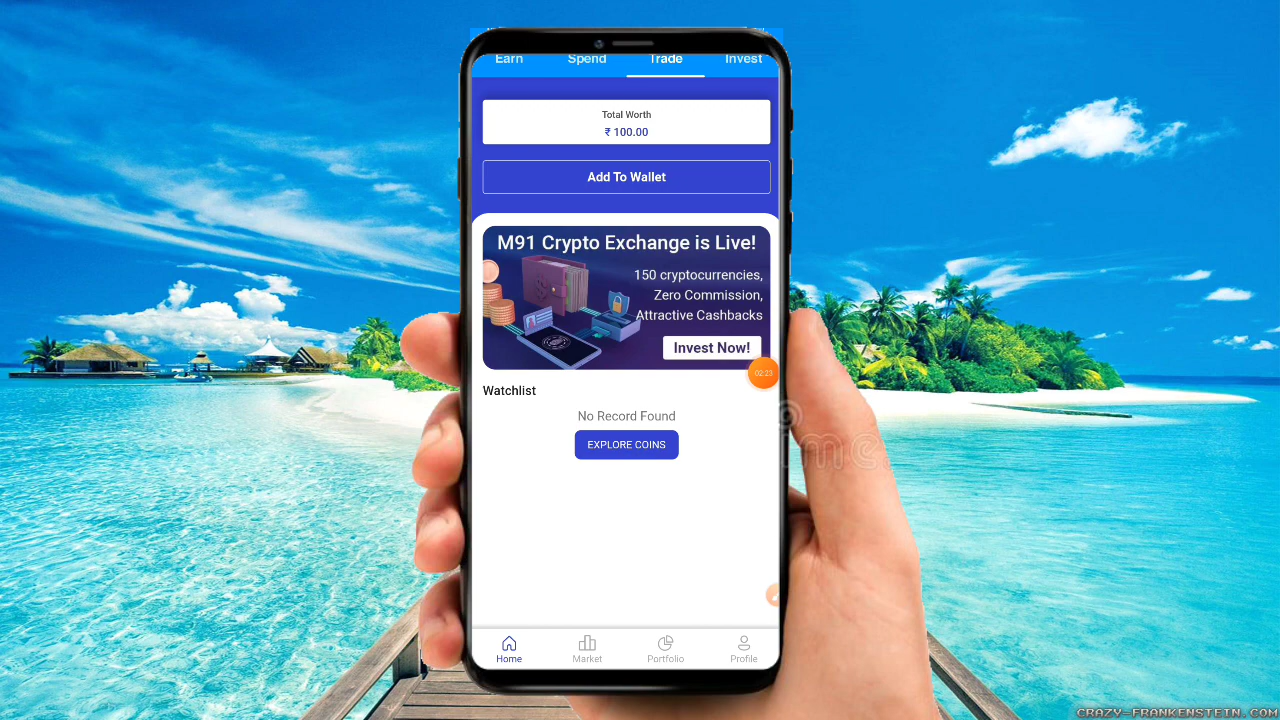 Earn Spend Trade Invest
Total Worth
₹ 100.00
Add To Wallet
M91 Crypto Exchange is Live!
150 cryptocurrencies,
Zero Commission,
Attractive Cashbacks
Invest Now!
02:23
Watchlist
No Record Found
EXPLORE COINS
Home Market Portfolio Profile
CRAZY-FRANKENSTEIN.COM